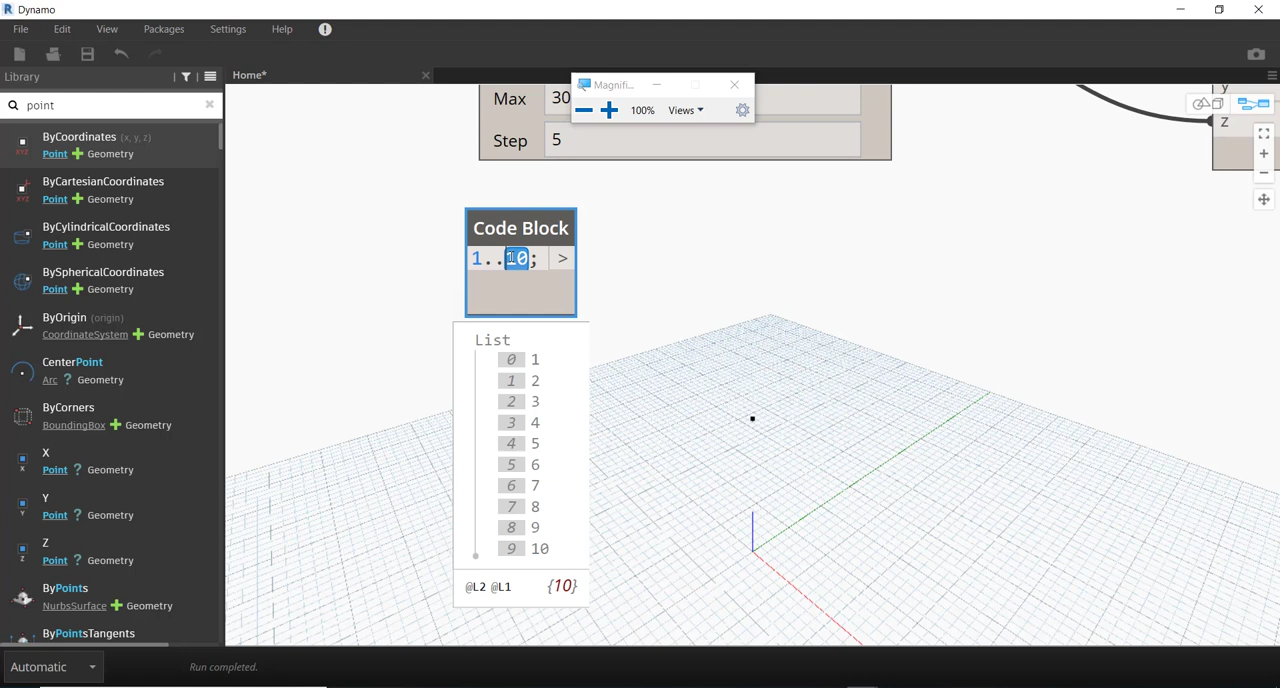 Dynamo
File Edit View Packages Settings Help
Library
Home*
point
ByCoordinates (x, y, z)
Point Geometry
ByCartesianCoordinates
Point Geometry
ByCylindricalCoordinates
Point Geometry
BySphericalCoordinates
Point Geometry
ByOrigin (origin)
CoordinateSystem Geometry
CenterPoint
Arc ? Geometry
ByCorners
BoundingBox Geometry
X
Point ? Geometry
Y
Point ? Geometry
Z
Point ? Geometry
ByPoints
NurbsSurface Geometry
ByPointsTangents
Automatic
Run completed.
Magnifi...
100% Views
Max 30
Step 5
y
z
Code Block
1..10; >
List
0 1
1 2
2 3
3 4
4 5
5 6
6 7
7 8
8 9
9 10
@L2 @L1 {10}